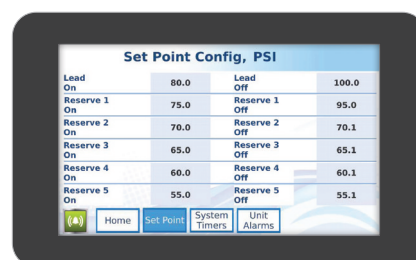 Set Point Config, PSI
Lead On 80.0 Lead Off 100.0
Reserve 1 On 75.0 Reserve 1 Off 95.0
Reserve 2 On 70.0 Reserve 2 Off 70.1
Reserve 3 On 65.0 Reserve 3 Off 65.1
Reserve 4 On 60.0 Reserve 4 Off 60.1
Reserve 5 On 55.0 Reserve 5 Off 55.1
Home Set Point System Timers Unit Alarms